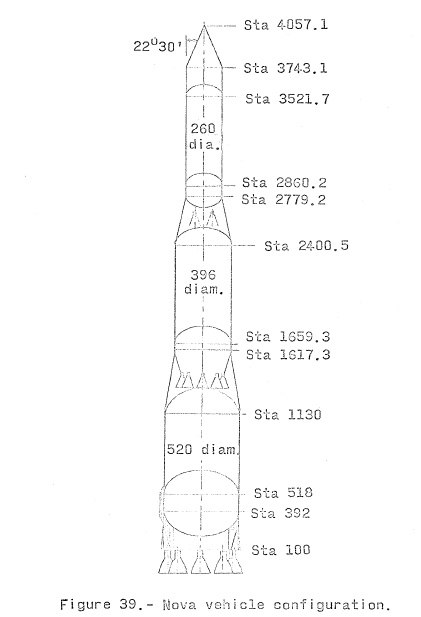 Sta 4057.1
22°30'
Sta 3743.1
Sta 3521.7
260
dia.
Sta 2860.2
Sta 2779.2
Sta 2400.5
396
diam.
Sta 1659.3
Sta 1617.3
Sta 1130
520 diam.
Sta 518
Sta 392
Sta 100
Figure 39.- Nova vehicle configuration.